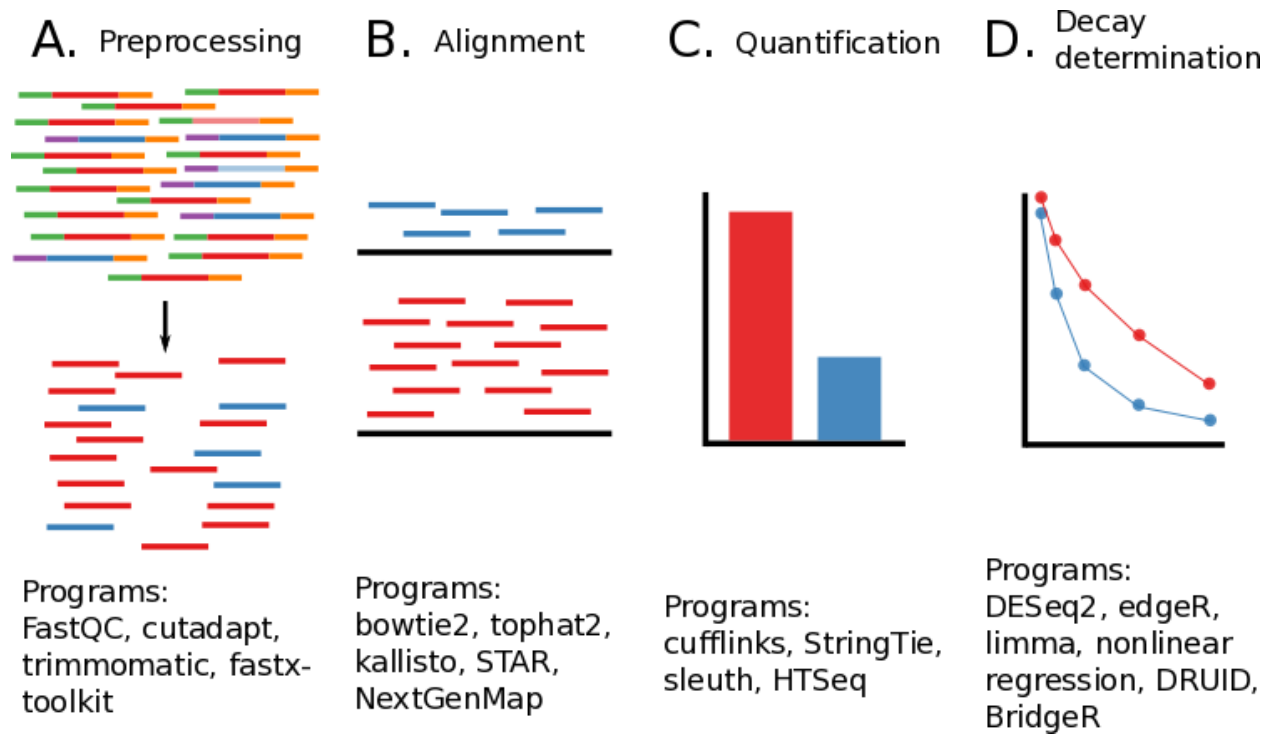 A. Preprocessing
B. Alignment
C. Quantification
D. Decay
determination
Programs:
FastQC, cutadapt,
trimmomatic, fastx-
toolkit
Programs:
bowtie2, tophat2,
kallisto, STAR,
NextGenMap
Programs:
cufflinks, StringTie,
sleuth, HTSeq
Programs:
DESeq2, edgeR,
limma, nonlinear
regression, DRUID,
BridgeR